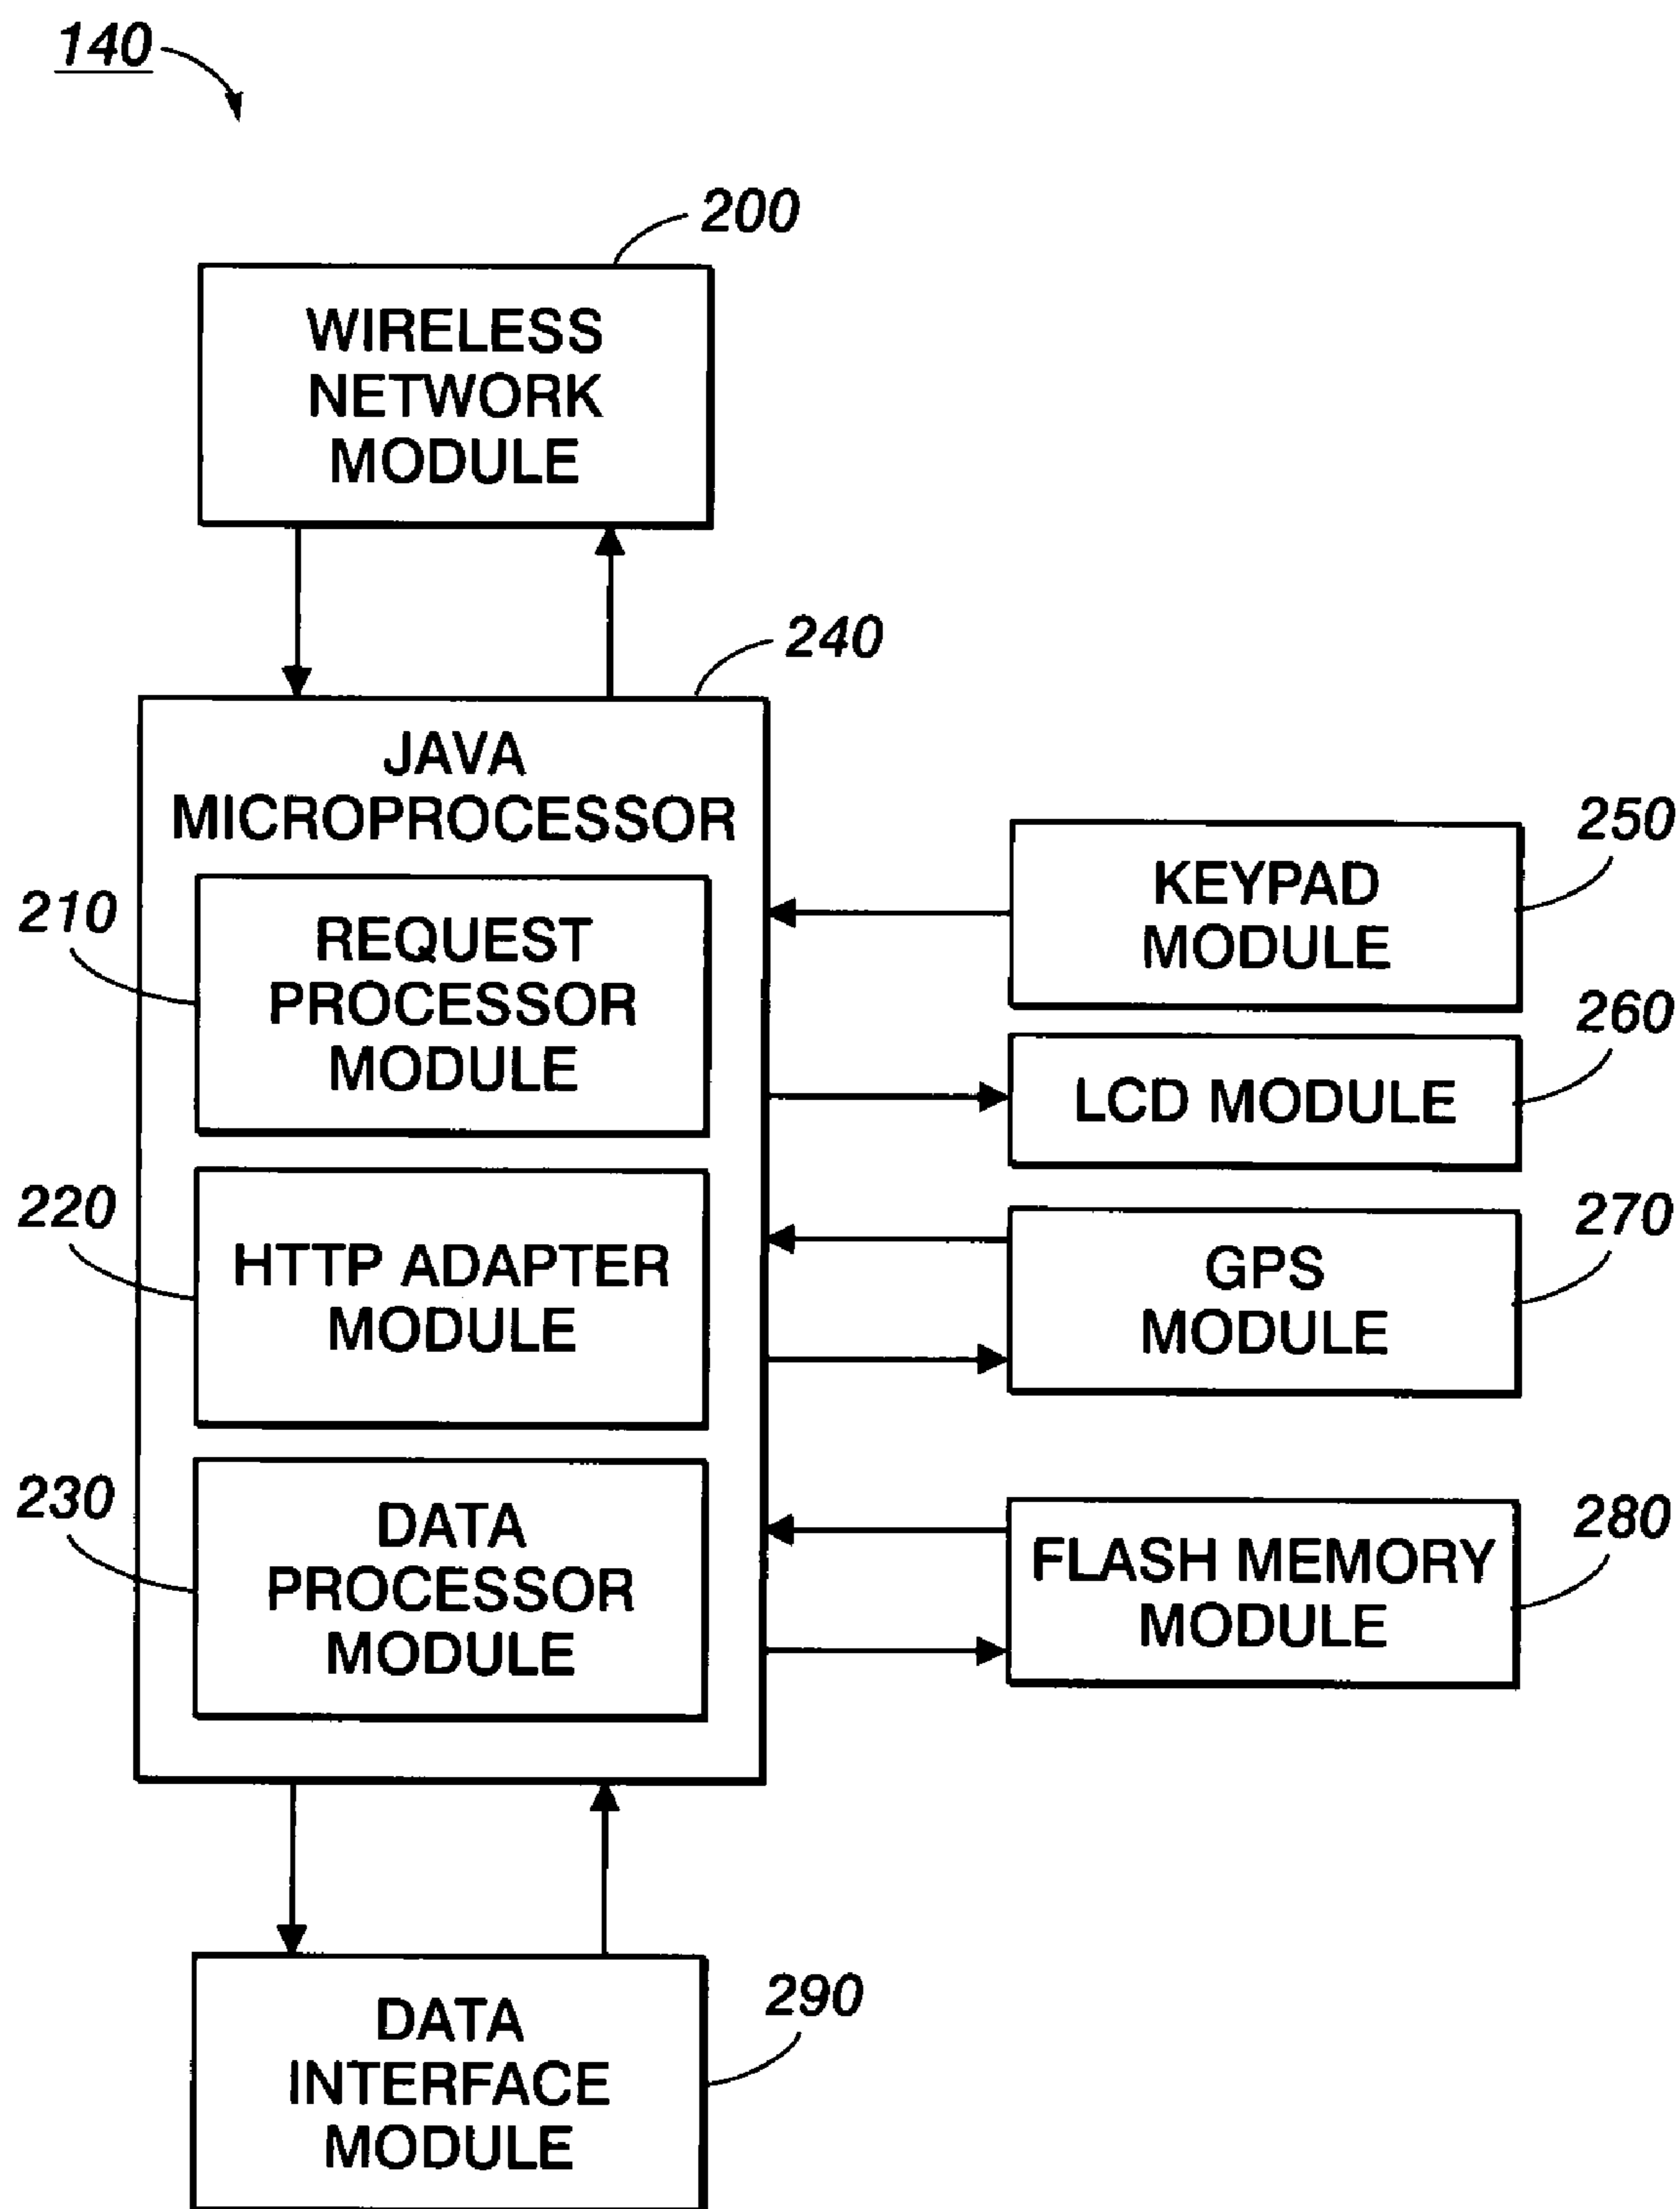 140
200
WIRELESS
NETWORK
MODULE
240
JAVA
MICROPROCESSOR
210
REQUEST
PROCESSOR
MODULE
220
HTTP ADAPTER
MODULE
230
DATA
PROCESSOR
MODULE
250
KEYPAD
MODULE
260
LCD MODULE
270
GPS
MODULE
280
FLASH MEMORY
MODULE
290
DATA
INTERFACE
MODULE